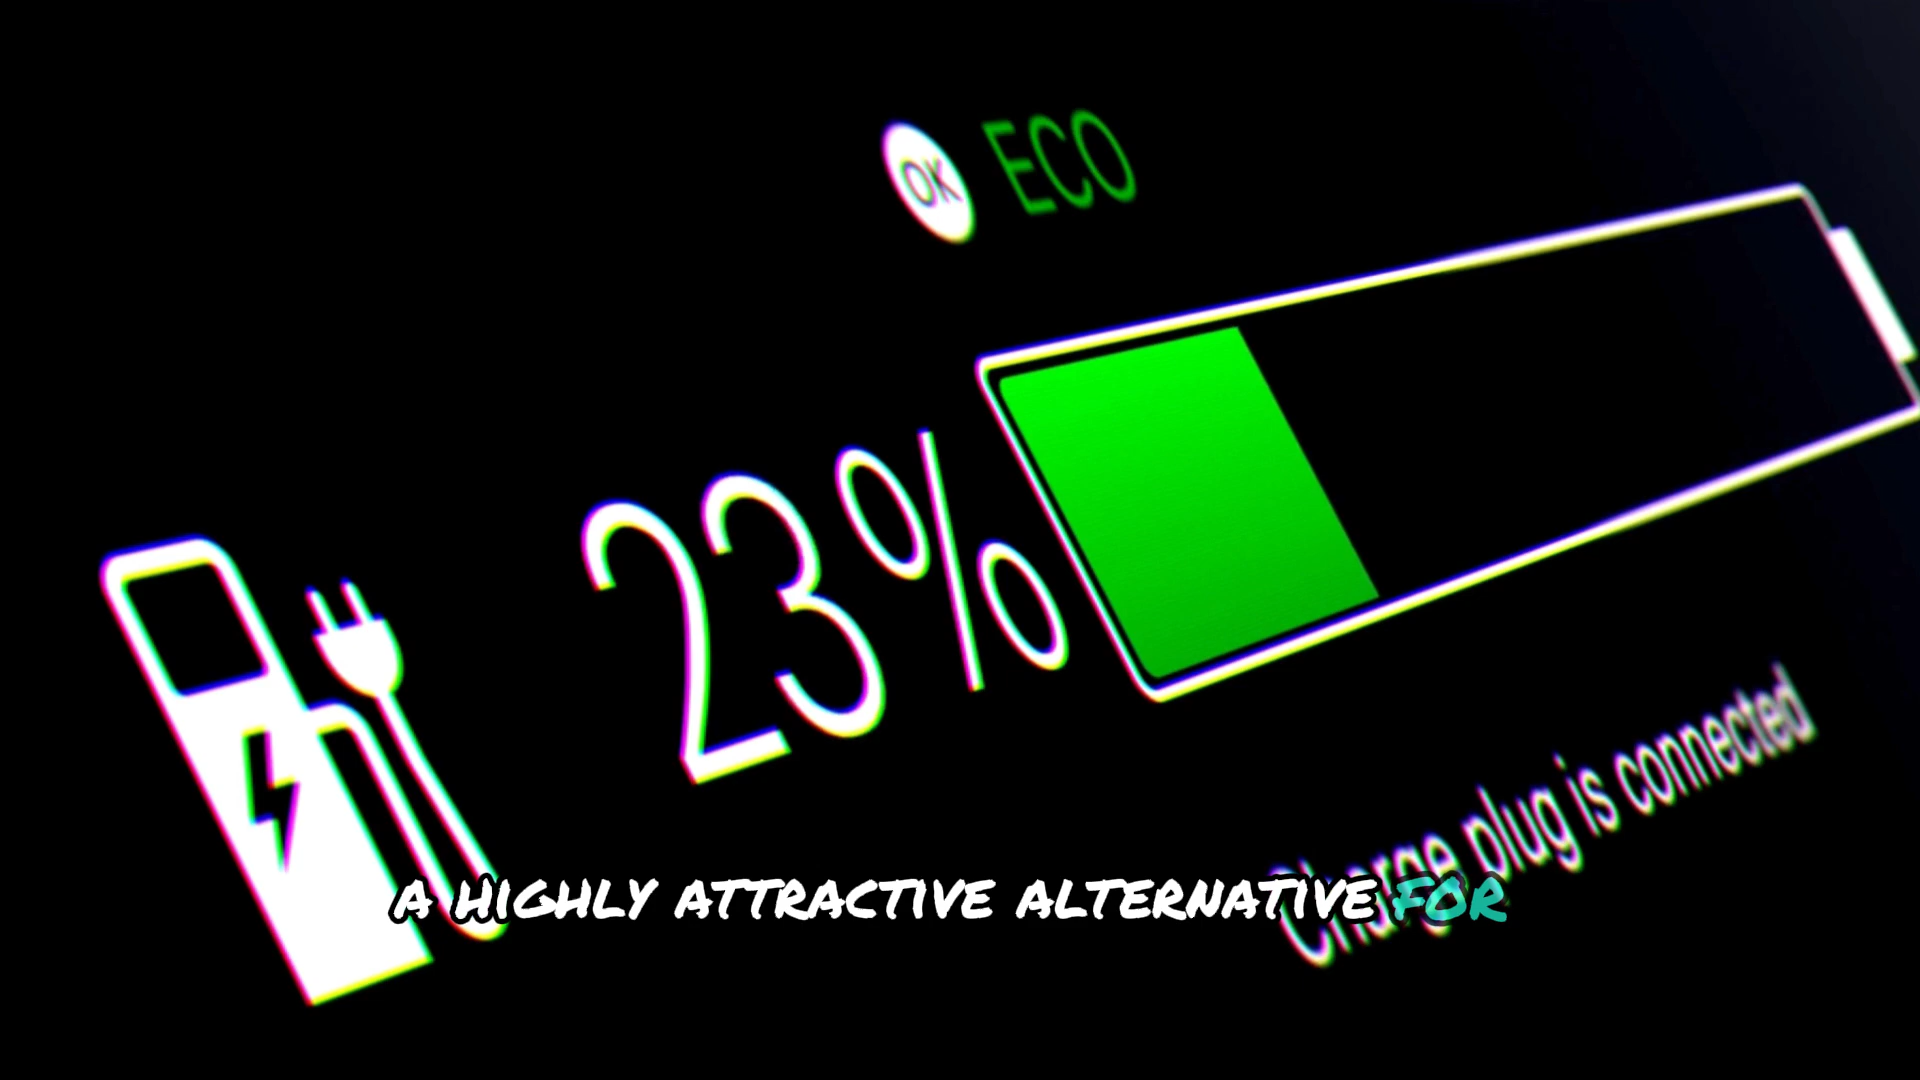 OK ECO
23%
Charge plug is connected
A HIGHLY ATTRACTIVE ALTERNATIVE FOR